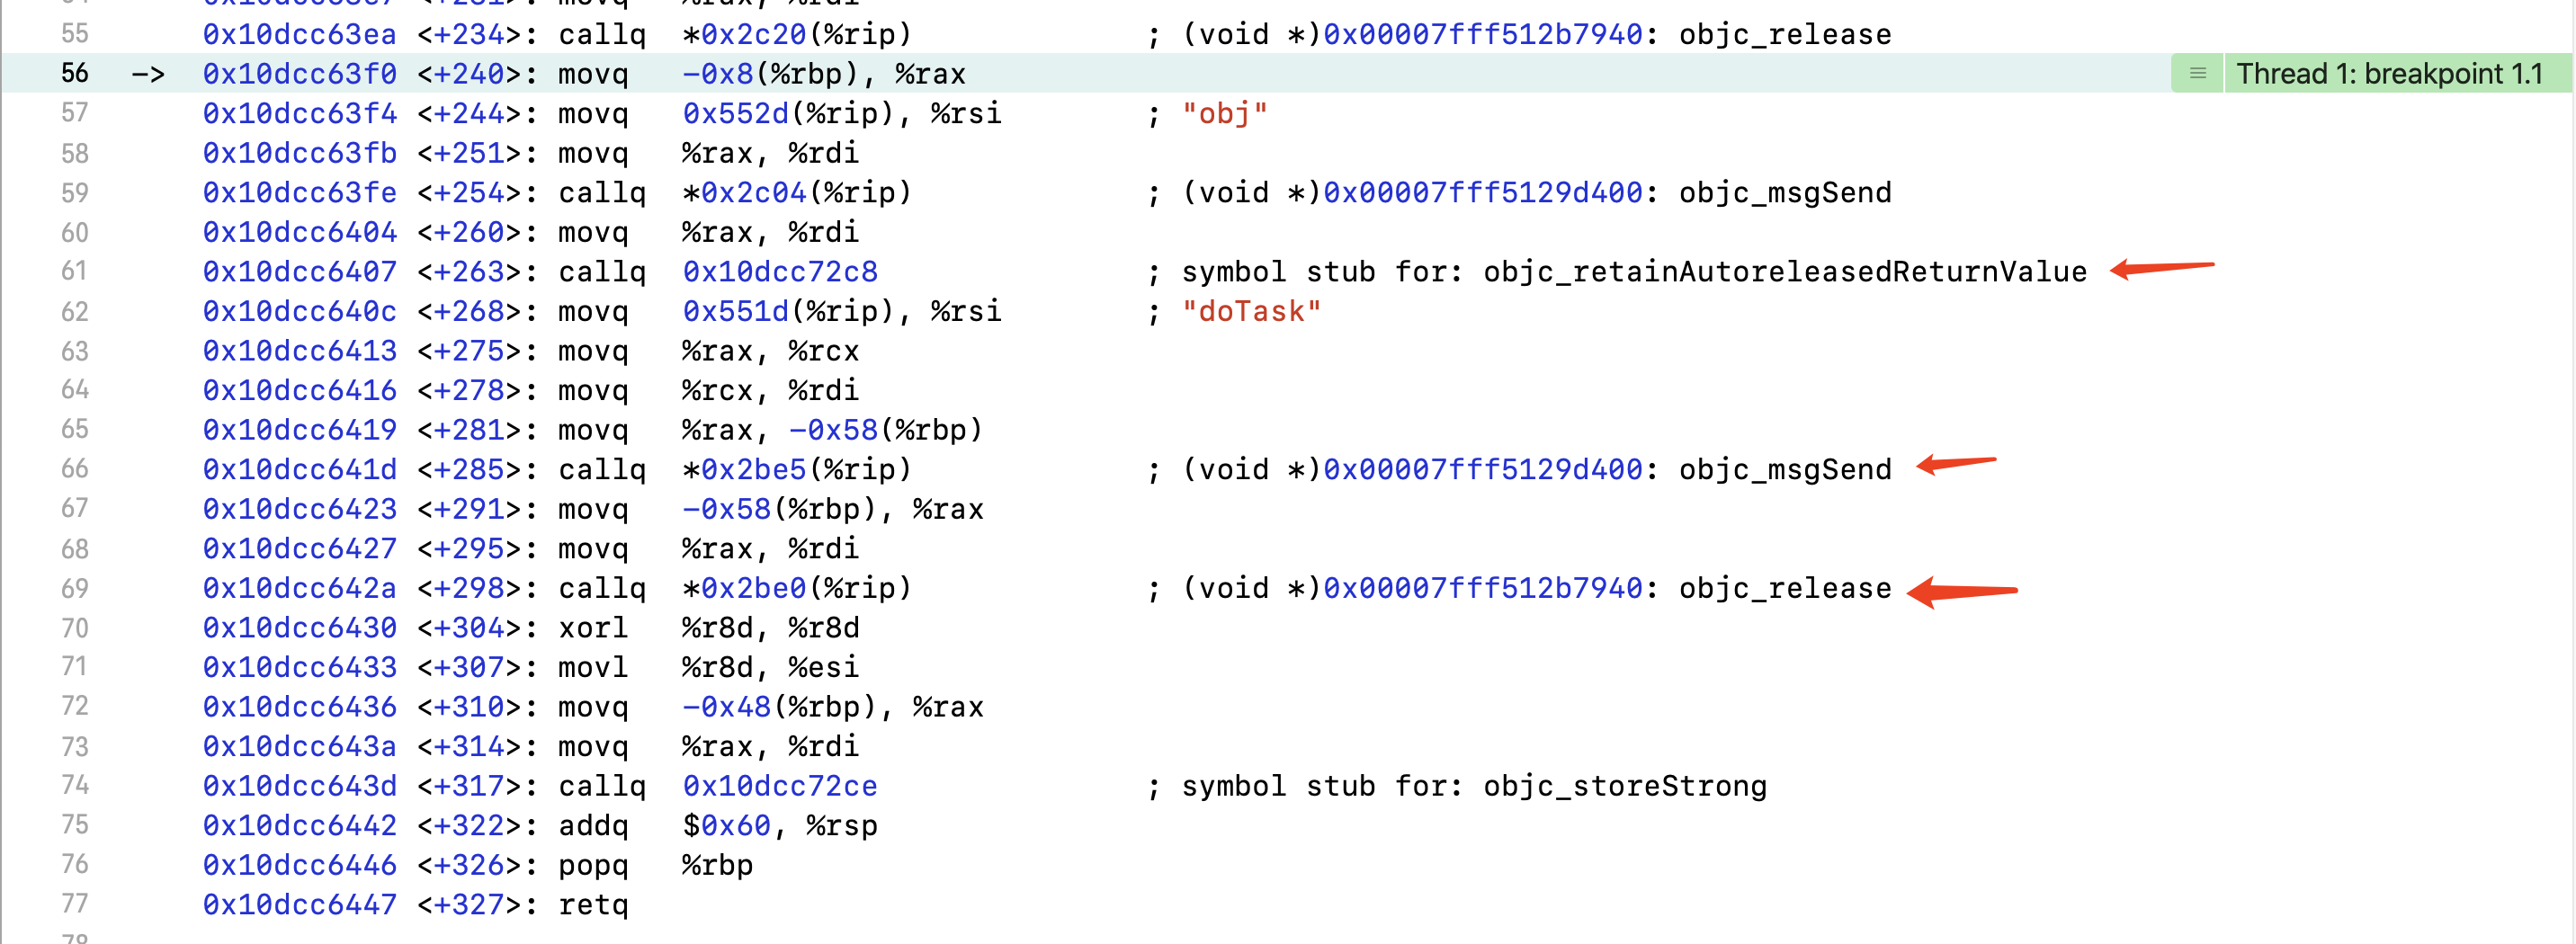 55 0x10dcc63ea <+234>: callq *0x2c20(%rip) ; (void *)0x00007fff512b7940: objc_release
56 -> 0x10dcc63f0 <+240>: movq -0x8(%rbp), %rax Thread 1: breakpoint 1.1
57 0x10dcc63f4 <+244>: movq 0x552d(%rip), %rsi ; "obj"
58 0x10dcc63fb <+251>: movq %rax, %rdi
59 0x10dcc63fe <+254>: callq *0x2c04(%rip) ; (void *)0x00007fff5129d400: objc_msgSend
60 0x10dcc6404 <+260>: movq %rax, %rdi
61 0x10dcc6407 <+263>: callq 0x10dcc72c8 ; symbol stub for: objc_retainAutoreleasedReturnValue
62 0x10dcc640c <+268>: movq 0x551d(%rip), %rsi ; "doTask"
63 0x10dcc6413 <+275>: movq %rax, %rcx
64 0x10dcc6416 <+278>: movq %rcx, %rdi
65 0x10dcc6419 <+281>: movq %rax, -0x58(%rbp)
66 0x10dcc641d <+285>: callq *0x2be5(%rip) ; (void *)0x00007fff5129d400: objc_msgSend
67 0x10dcc6423 <+291>: movq -0x58(%rbp), %rax
68 0x10dcc6427 <+295>: movq %rax, %rdi
69 0x10dcc642a <+298>: callq *0x2be0(%rip) ; (void *)0x00007fff512b7940: objc_release
70 0x10dcc6430 <+304>: xorl %r8d, %r8d
71 0x10dcc6433 <+307>: movl %r8d, %esi
72 0x10dcc6436 <+310>: movq -0x48(%rbp), %rax
73 0x10dcc643a <+314>: movq %rax, %rdi
74 0x10dcc643d <+317>: callq 0x10dcc72ce ; symbol stub for: objc_storeStrong
75 0x10dcc6442 <+322>: addq $0x60, %rsp
76 0x10dcc6446 <+326>: popq %rbp
77 0x10dcc6447 <+327>: retq